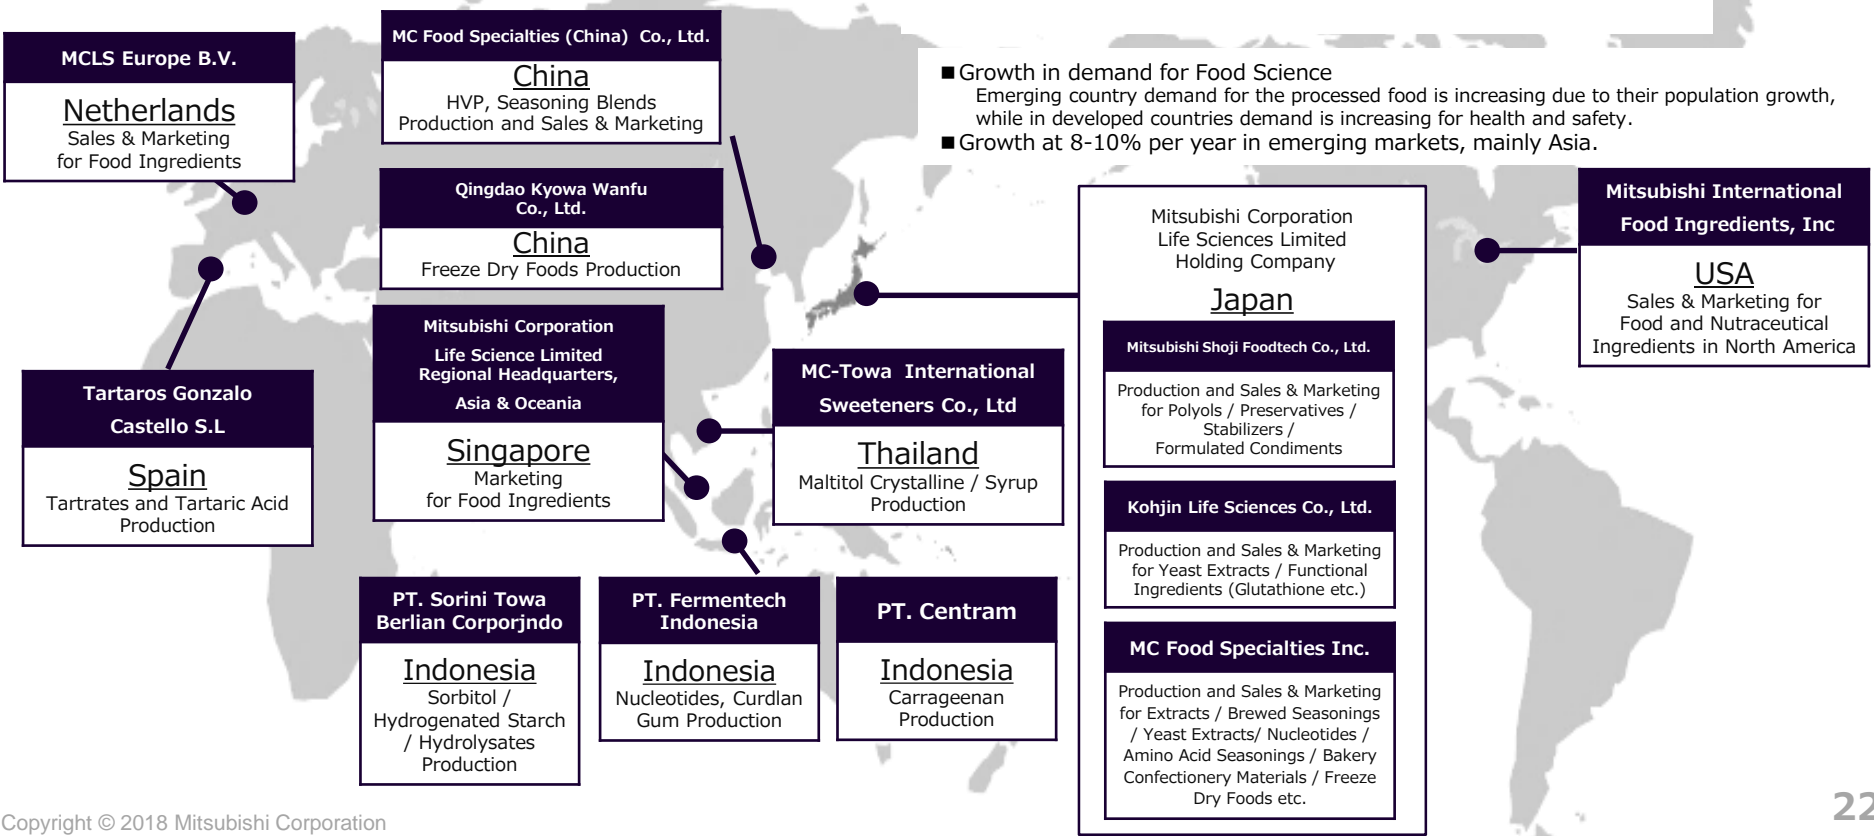 MCLS Europe B.V.
Netherlands
Sales & Marketing
for Food Ingredients
MC Food Specialties (China) Co., Ltd.
China
HVP, Seasoning Blends
Production and Sales & Marketing
■Growth in demand for Food Science
Emerging country demand for the processed food is increasing due to their population growth,
while in developed countries demand is increasing for health and safety.
■Growth at 8-10% per year in emerging markets, mainly Asia.
Qingdao Kyowa Wanfu
Co., Ltd.
China
Freeze Dry Foods Production
Mitsubishi Corporation
Life Science Limited
Regional Headquarters,
Asia & Oceania
Singapore
Marketing
for Food Ingredients
Tartaros Gonzalo
Castello S.L
Spain
Tartrates and Tartaric Acid
Production
MC-Towa International
Sweeteners Co., Ltd
Thailand
Maltitol Crystalline / Syrup
Production
Mitsubishi Corporation
Life Sciences Limited
Holding Company
Japan
Mitsubishi Shoji Foodtech Co., Ltd.
Production and Sales & Marketing
for Polyols / Preservatives /
Stabilizers /
Formulated Condiments
Kohjin Life Sciences Co., Ltd.
Production and Sales & Marketing
for Yeast Extracts / Functional
Ingredients (Glutathione etc.)
MC Food Specialties Inc.
Production and Sales & Marketing
for Extracts / Brewed Seasonings
/ Yeast Extracts/ Nucleotides /
Amino Acid Seasonings / Bakery
Confectionery Materials / Freeze
Dry Foods etc.
Mitsubishi International
Food Ingredients, Inc
USA
Sales & Marketing for
Food and Nutraceutical
Ingredients in North America
PT. Sorini Towa
Berlian Corporjndo
Indonesia
Sorbitol /
Hydrogenated Starch
/ Hydrolysates
Production
PT. Fermentech
Indonesia
Indonesia
Nucleotides, Curdlan
Gum Production
PT. Centram
Indonesia
Carrageenan
Production
Copyright © 2018 Mitsubishi Corporation
22